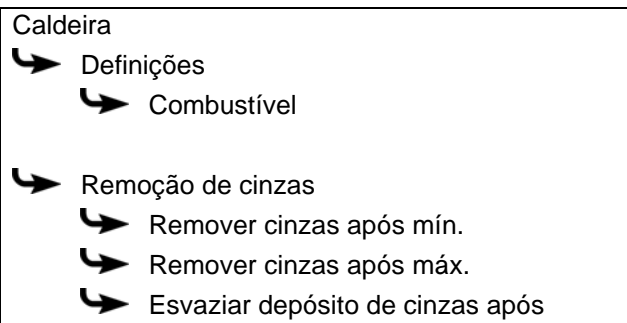 Caldeira
Definições
Combustível
Remoção de cinzas
Remover cinzas após mín.
Remover cinzas após máx.
Esvaziar depósito de cinzas após